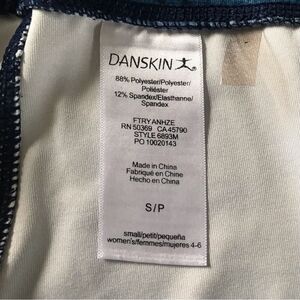 DANSKIN
88% Polyester/Polyester/
Poliéster
12% Spandex/Elasthanne/
Spandex
FTRY ANHZE
RN 50369 CA 45790
STYLE 6893M
PO 10020143
Made in China
Fabriqué en China
Hecho en China
S/P
small/petit/pequeña
women's/femmes/mujeres 4-6